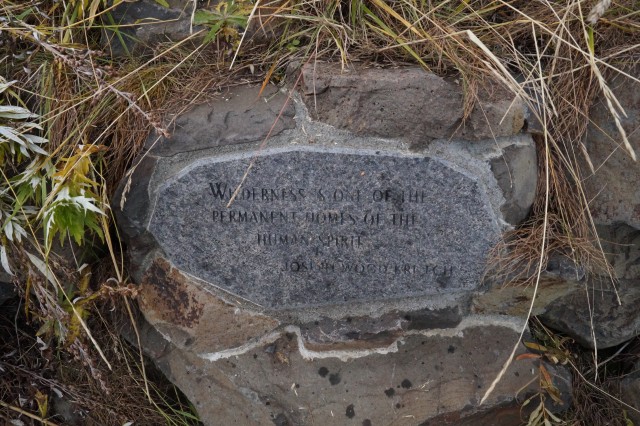 WILDERNESS IS ONE OF THE
PERMANENT HOMES OF THE
HUMAN SPIRIT
JOSEPH WOOD KRUTCH